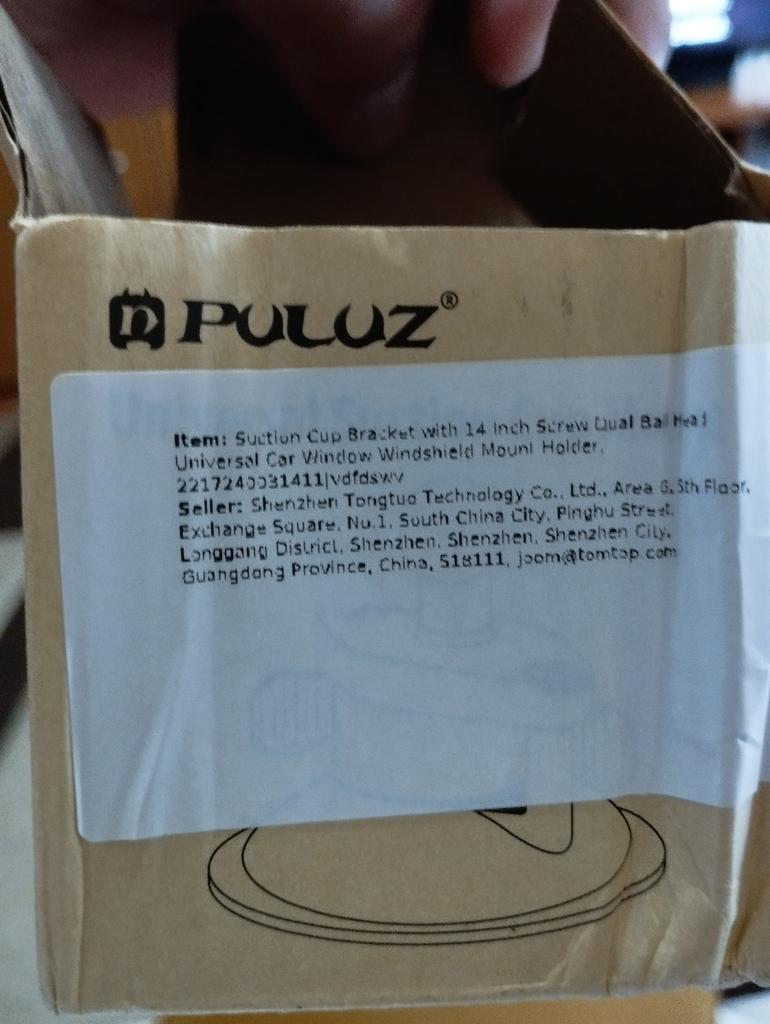 PULUZ®
Item: Suction Cup Bracket with 14 Inch Screw Dual Ball Head
Universal Car Window Windshield Mount Holder,
2217240031411|vdfdswv
Seller: Shenzhen Tongtuo Technology Co., Ltd., Area 6, 5th Floor,
Exchange Square, No.1, South China City, Pinghu Street,
Longgang District, Shenzhen, Shenzhen, Shenzhen City,
Guangdong Province, China, 518111, joom@tomtop.com